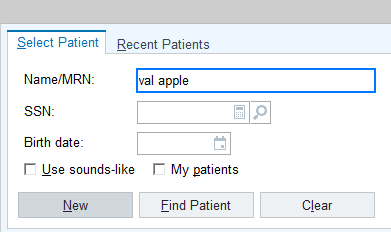 Select Patient Recent Patients
Name/MRN: val apple
SSN:
Birth date:
Use sounds-like My patients
New Find Patient Clear